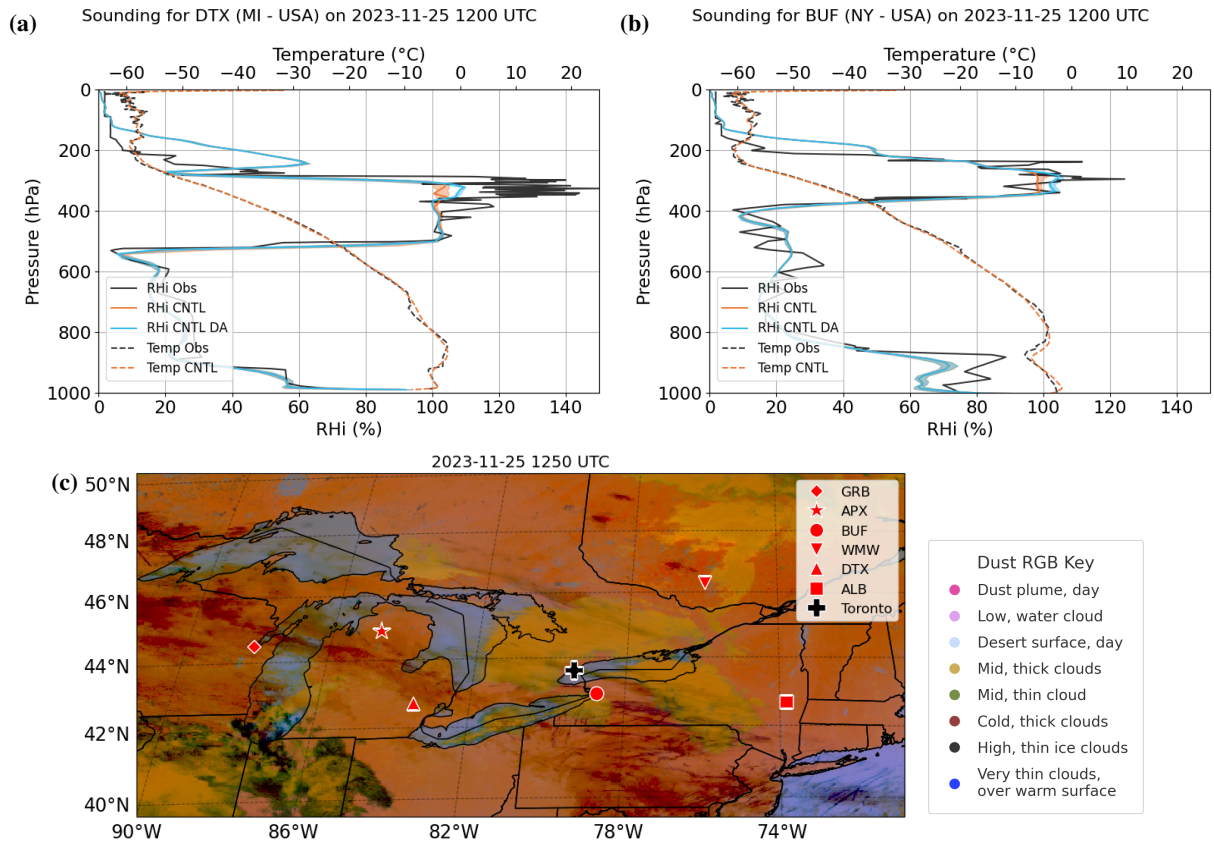 (a)
Sounding for DTX (MI - USA) on 2023-11-25 1200 UTC
Temperature (°C)
−60 −50 −40 −30 −20 −10 0 10 20
0
200
400
600
800
1000
Pressure (hPa)
RHi Obs
RHi CNTL
RHi CNTL DA
Temp Obs
Temp CNTL
0 20 40 60 80 100 120 140
RHi (%)
(b)
Sounding for BUF (NY - USA) on 2023-11-25 1200 UTC
Temperature (°C)
−60 −50 −40 −30 −20 −10 0 10 20
0
200
400
600
800
1000
Pressure (hPa)
RHi Obs
RHi CNTL
RHi CNTL DA
Temp Obs
Temp CNTL
0 20 40 60 80 100 120 140
RHi (%)
(c)
2023-11-25 1250 UTC
50°N
48°N
46°N
44°N
42°N
40°N
90°W 86°W 82°W 78°W 74°W
GRB
APX
BUF
WMW
DTX
ALB
Toronto
Dust RGB Key
Dust plume, day
Low, water cloud
Desert surface, day
Mid, thick clouds
Mid, thin cloud
Cold, thick clouds
High, thin ice clouds
Very thin clouds,
over warm surface